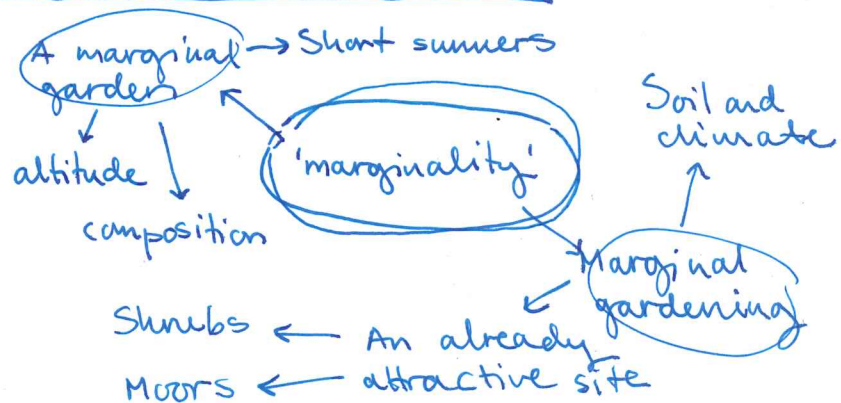 A marginal
garden
Short summers
altitude
composition
'marginality'
Soil and
climate
Marginal
gardening
An already
attractive site
Shrubs
Moors